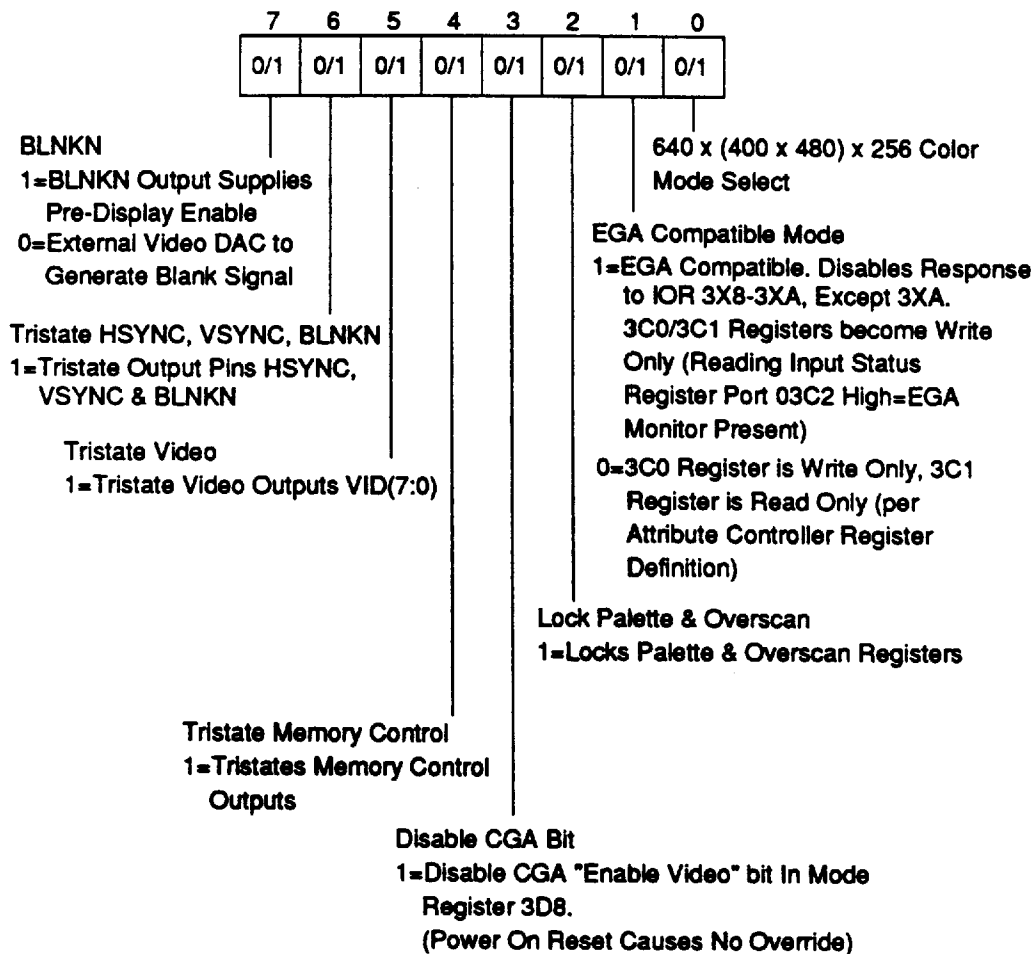 7 6 5 4 3 2 1 0
0/1 0/1 0/1 0/1 0/1 0/1 0/1 0/1
BLNKN
1=BLNKN Output Supplies
Pre-Display Enable
0=External Video DAC to
Generate Blank Signal
Tristate HSYNC, VSYNC, BLNKN
1=Tristate Output Pins HSYNC,
VSYNC & BLNKN
Tristate Video
1=Tristate Video Outputs VID(7:0)
Tristate Memory Control
1=Tristates Memory Control
Outputs
Disable CGA Bit
1=Disable CGA "Enable Video" bit In Mode
Register 3D8.
(Power On Reset Causes No Override)
Lock Palette & Overscan
1=Locks Palette & Overscan Registers
EGA Compatible Mode
1=EGA Compatible. Disables Response
to IOR 3X8-3XA, Except 3XA.
3C0/3C1 Registers become Write
Only (Reading Input Status
Register Port 03C2 High=EGA
Monitor Present)
0=3C0 Register is Write Only, 3C1
Register is Read Only (per
Attribute Controller Register
Definition)
640 x (400 x 480) x 256 Color
Mode Select